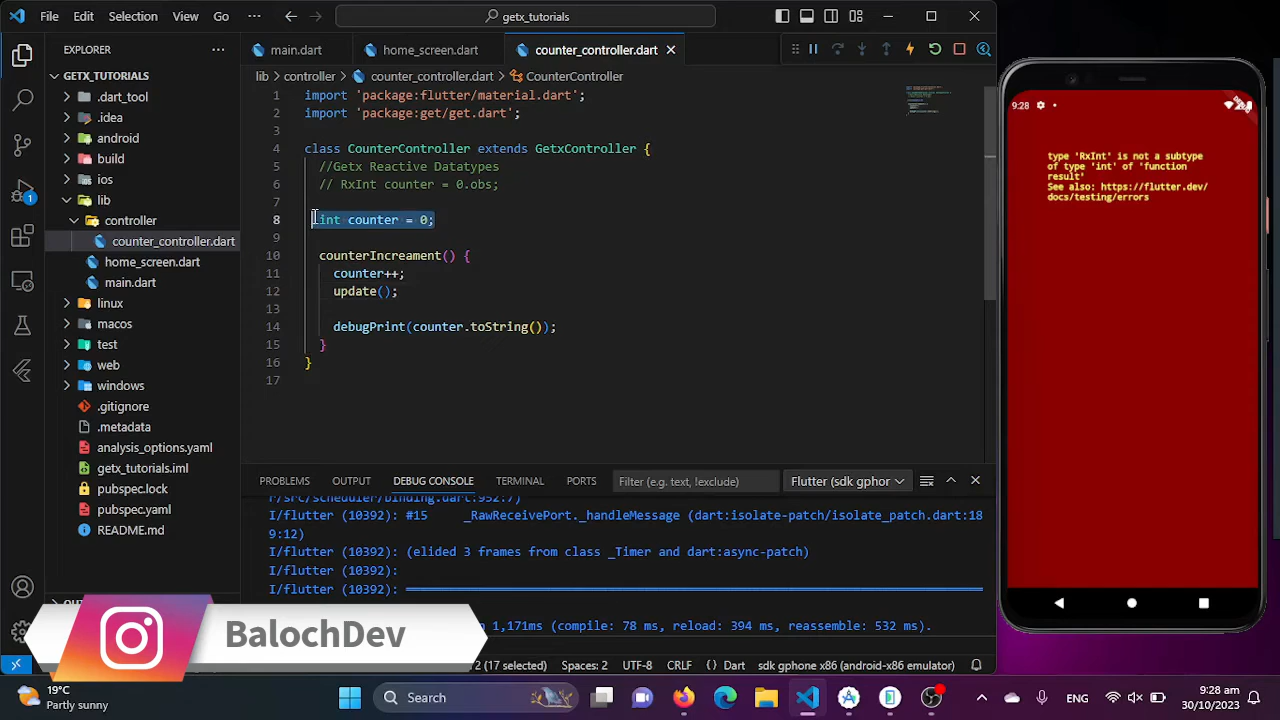 File Edit Selection View Go ··· getx_tutorials
EXPLORER ···
main.dart home_screen.dart counter_controller.dart
GETX_TUTORIALS
lib > controller > counter_controller.dart > CounterController
.dart_tool
.idea
android
build
ios
lib
controller
counter_controller.dart
home_screen.dart
main.dart
linux
macos
test
web
windows
.gitignore
.metadata
analysis_options.yaml
getx_tutorials.iml
pubspec.lock
pubspec.yaml
README.md
1
1 import 'package:flutter/material.dart';
2 import 'package:get/get.dart';
3
4 class CounterController extends GetxController {
5 //Getx Reactive Datatypes
6 // RxInt counter = 0.obs;
7
8 int counter = 0;
9
10 counterIncreament() {
11 counter++;
12 update();
13
14 debugPrint(counter.toString());
15 }
16 }
17
PROBLEMS OUTPUT DEBUG CONSOLE TERMINAL PORTS Filter (e.g. text, !exclude) Flutter (sdk gphor
r/src/scheduler/binding.dart:952:7)
I/flutter (10392): #15 _RawReceivePort._handleMessage (dart:isolate-patch/isolate_patch.dart:18
9:12)
I/flutter (10392): (elided 3 frames from class _Timer and dart:async-patch)
I/flutter (10392):
I/flutter (10392): ════════════════════════
1,171ms (compile: 78 ms, reload: 394 ms, reassemble: 532 ms).
(17 selected) Spaces: 2 UTF-8 CRLF {} Dart sdk gphone x86 (android-x86 emulator)
BalochDev
9:28
type 'RxInt' is not a subtype
of type 'int' of 'function
result'
See also: https://flutter.dev/
docs/testing/errors
19°C
Partly sunny
Search
ENG
9:28 am
30/10/2023